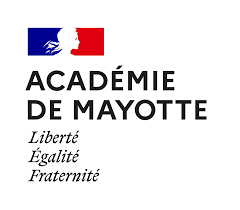 ACADÉMIE
DE MAYOTTE
Liberté
Égalité
Fraternité